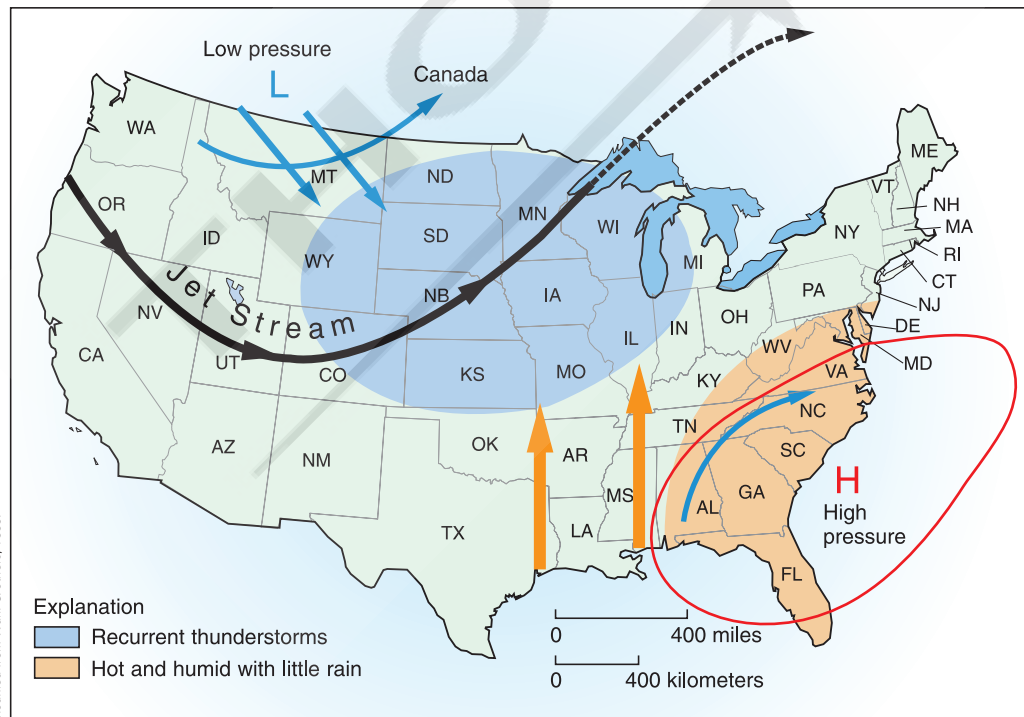 Low pressure
L
Canada
WA
MT
ND
MN
ME
VT
NH
OR
ID
SD
WI
NY
MA
RI
WY
MI
CT
Jet Stream
NB
IA
PA
NJ
NV
IL
IN
OH
DE
CA
UT
CO
KS
MO
WV
VA
MD
KY
NC
TN
AZ
NM
OK
AR
SC
H
MS
AL
GA
High
pressure
TX
LA
FL
Explanation
Recurrent thunderstorms
Hot and humid with little rain
0 400 miles
0 400 kilometers